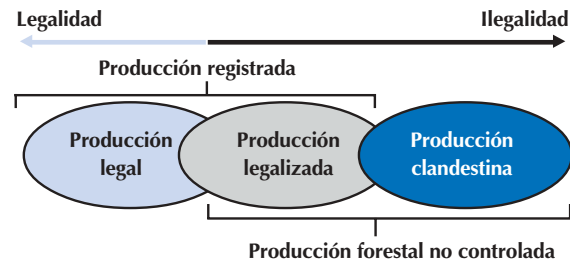 Legalidad
Ilegalidad
Producción registrada
Producción
legal
Producción
legalizada
Producción
clandestina
Producción forestal no controlada